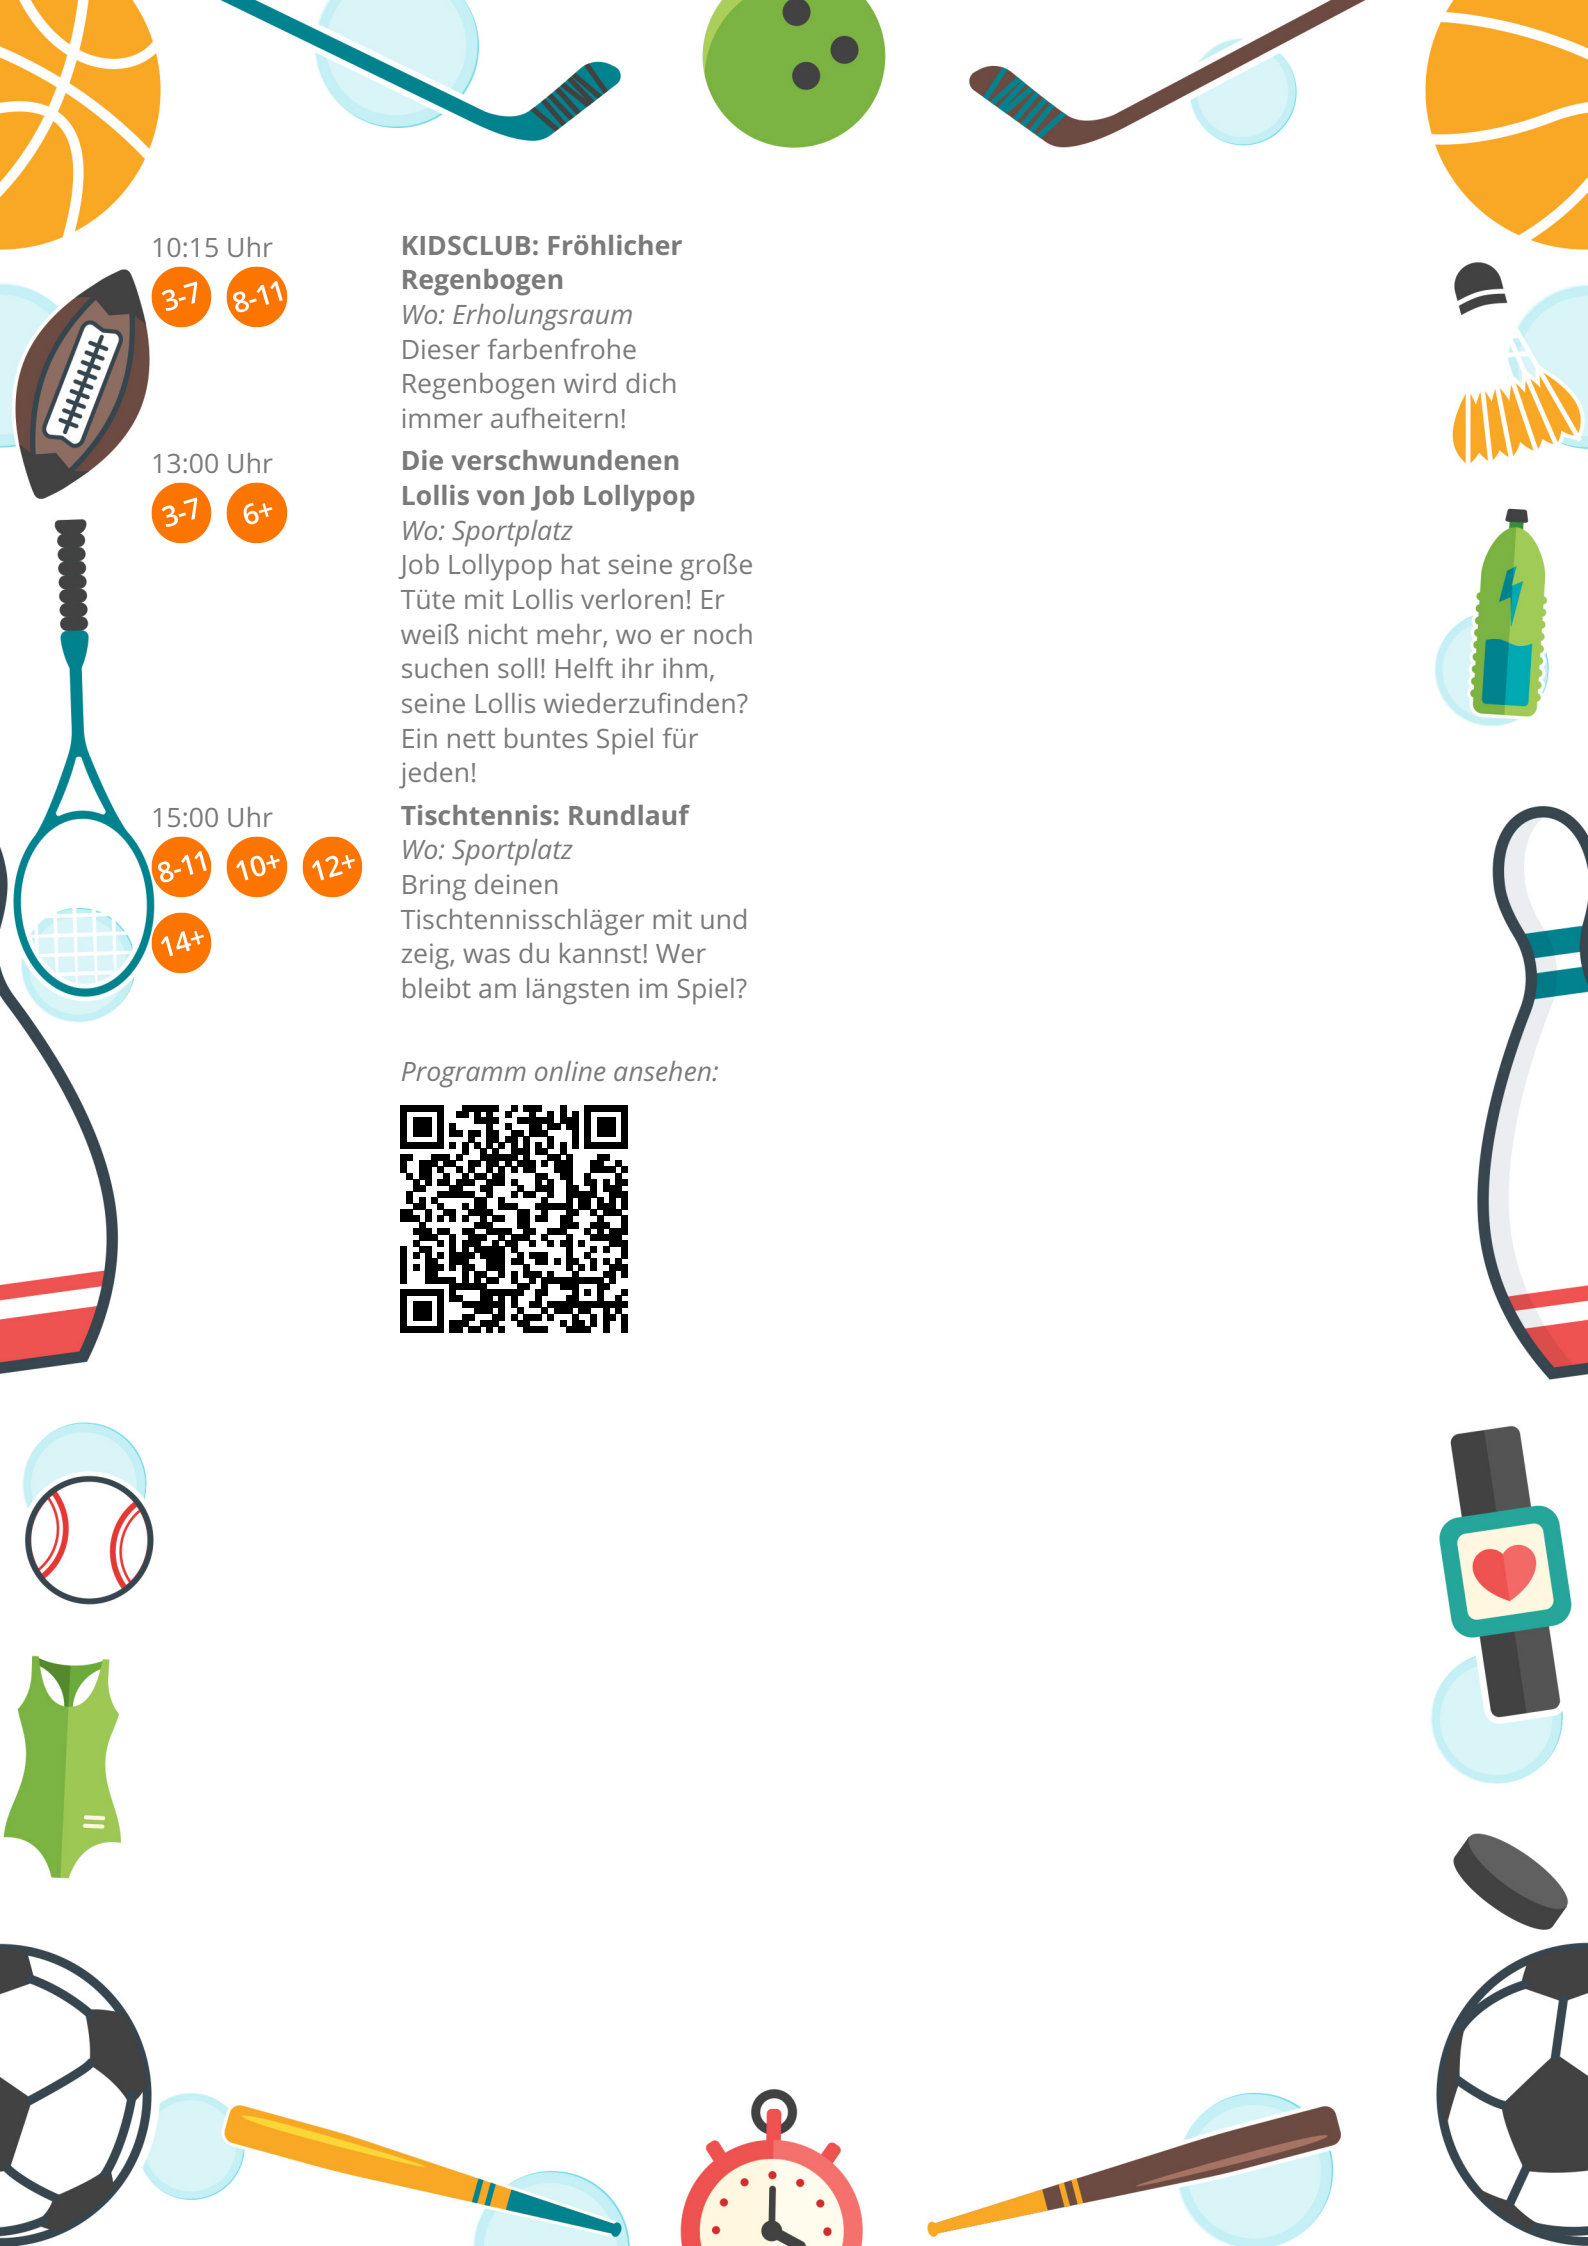 10:15 Uhr
3-7 8-11
KIDSCLUB: Fröhlicher
Regenbogen
Wo: Erholungsraum
Dieser farbenfrohe
Regenbogen wird dich
immer aufheitern!
13:00 Uhr
3-7 6+
Die verschwundenen
Lollis von Job Lollypop
Wo: Sportplatz
Job Lollypop hat seine große
Tüte mit Lollis verloren! Er
weiß nicht mehr, wo er noch
suchen soll! Helft ihr ihm,
seine Lollis wiederzufinden?
Ein nett buntes Spiel für
jeden!
15:00 Uhr
8-11 10+ 12+
14+
Tischtennis: Rundlauf
Wo: Sportplatz
Bring deinen
Tischtennisschläger mit und
zeig, was du kannst! Wer
bleibt am längsten im Spiel?
Programm online ansehen: